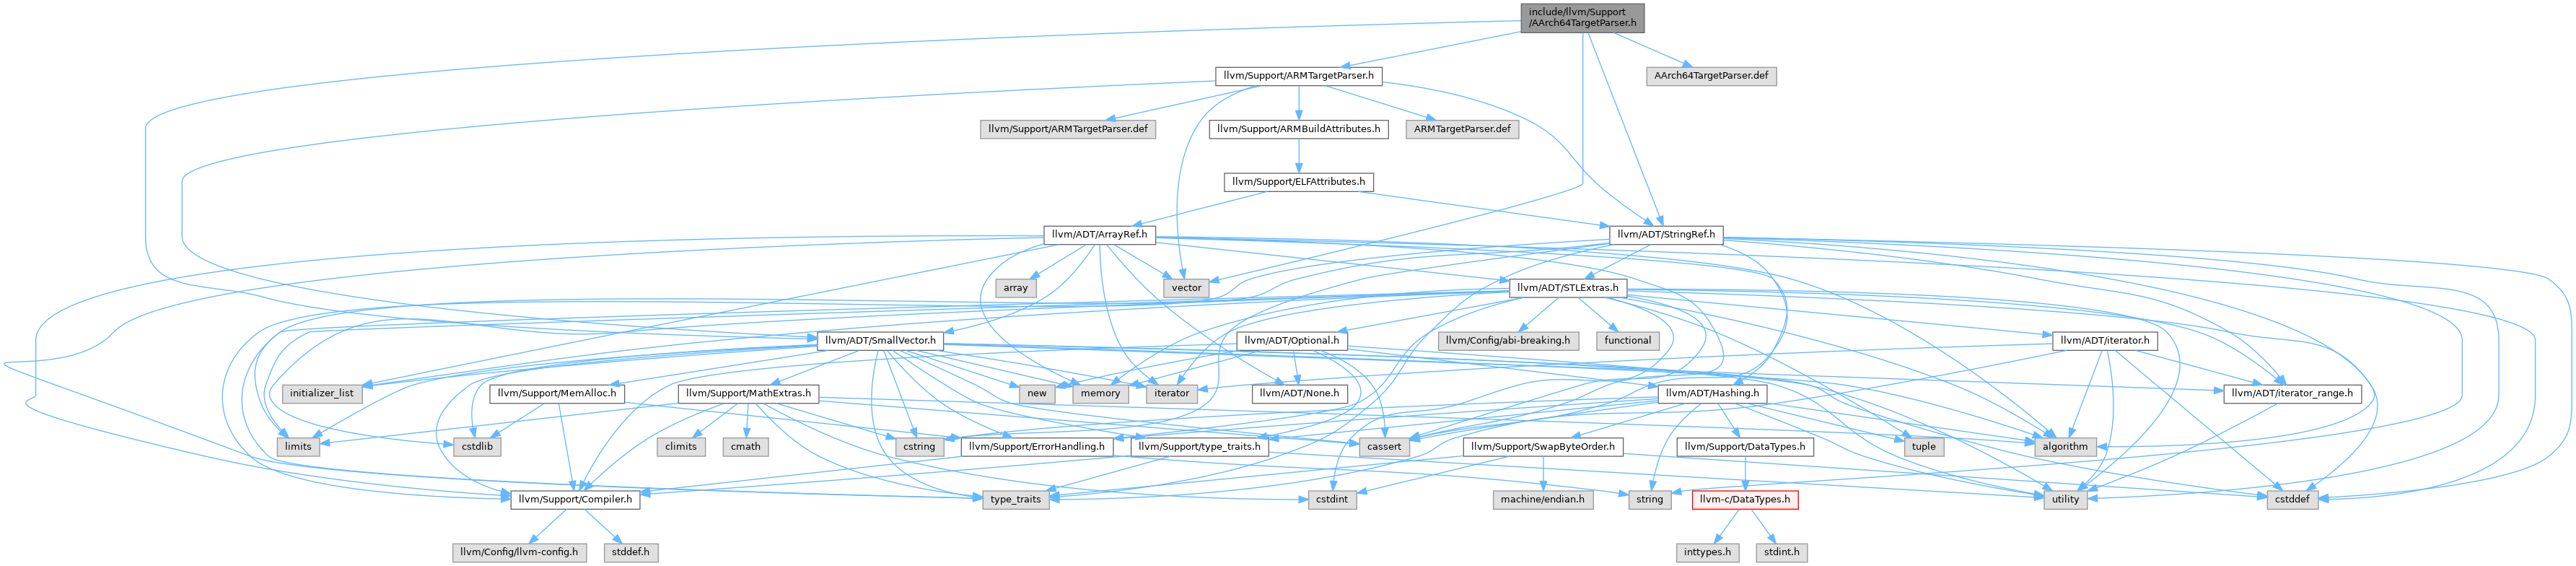 include/llvm/Support
/AArch64TargetParser.h
llvm/Support/ARMTargetParser.h
AArch64TargetParser.def
llvm/Support/ARMTargetParser.def
llvm/Support/ARMBuildAttributes.h
ARMTargetParser.def
llvm/Support/ELFAttributes.h
llvm/ADT/ArrayRef.h
llvm/ADT/StringRef.h
array
vector
llvm/ADT/STLExtras.h
llvm/ADT/SmallVector.h
llvm/ADT/Optional.h
llvm/Config/abi-breaking.h
functional
llvm/ADT/iterator.h
initializer_list
llvm/Support/MemAlloc.h
llvm/Support/MathExtras.h
new
memory
iterator
llvm/ADT/None.h
llvm/ADT/Hashing.h
llvm/ADT/iterator_range.h
limits
cstdlib
climits
cmath
cstring
llvm/Support/ErrorHandling.h
llvm/Support/type_traits.h
cassert
llvm/Support/SwapByteOrder.h
llvm/Support/DataTypes.h
tuple
algorithm
llvm/Support/Compiler.h
type_traits
cstdint
machine/endian.h
string
llvm-c/DataTypes.h
utility
cstddef
llvm/Config/llvm-config.h
stddef.h
inttypes.h
stdint.h